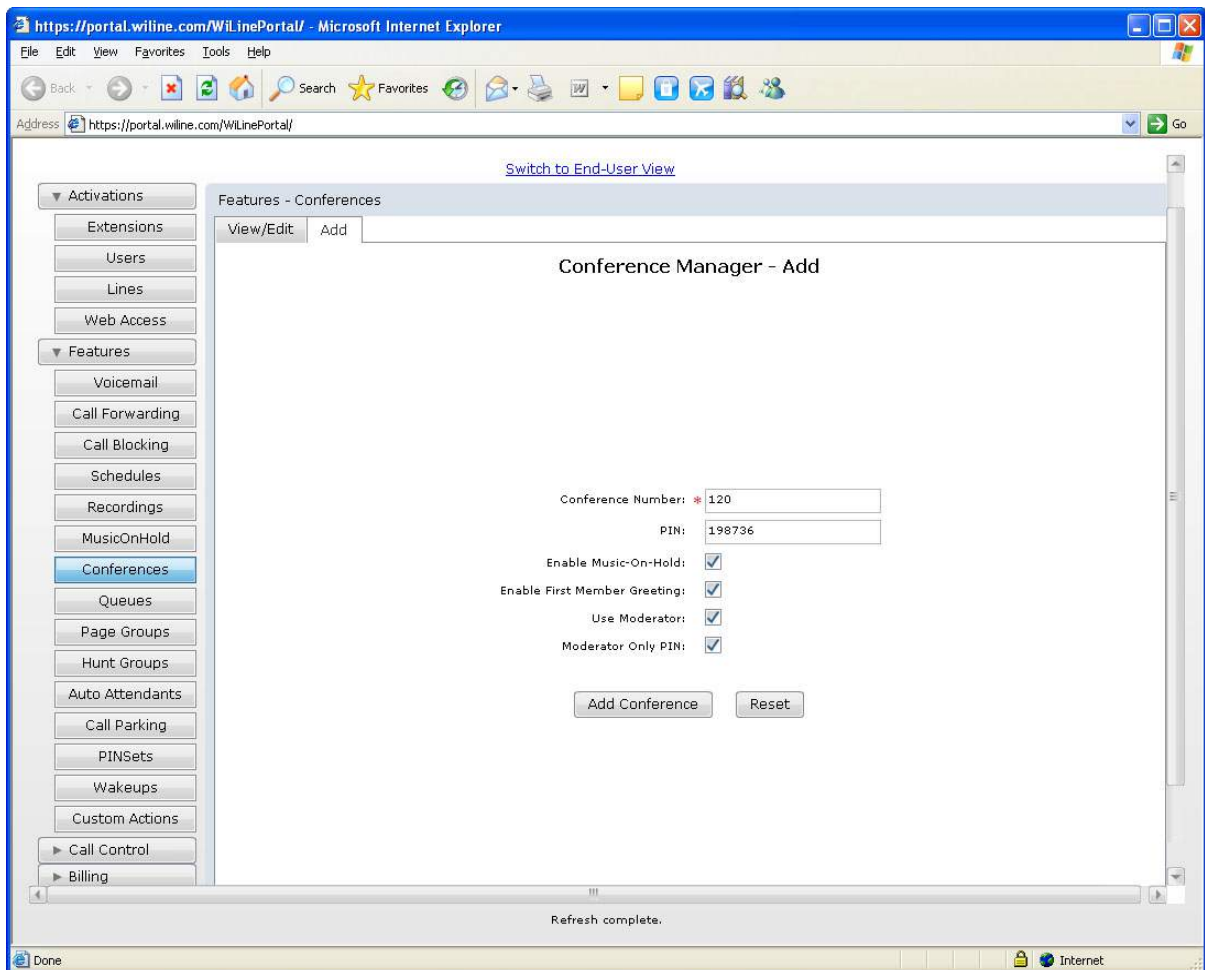 https://portal.wiline.com/WiLinePortal/ - Microsoft Internet Explorer
File Edit View Favorites Tools Help
Back Search Favorites
Address https://portal.wiline.com/WiLinePortal/ Go
Switch to End-User View
Activations
Extensions
Users
Lines
Web Access
Features
Voicemail
Call Forwarding
Call Blocking
Schedules
Recordings
MusicOnHold
Conferences
Queues
Page Groups
Hunt Groups
Auto Attendants
Call Parking
PINSets
Wakeups
Custom Actions
Call Control
Billing
Features - Conferences
View/Edit Add
Conference Manager - Add
Conference Number: * 120
PIN: 198736
Enable Music-On-Hold:
Enable First Member Greeting:
Use Moderator:
Moderator Only PIN:
Add Conference Reset
Refresh complete.
Done Internet